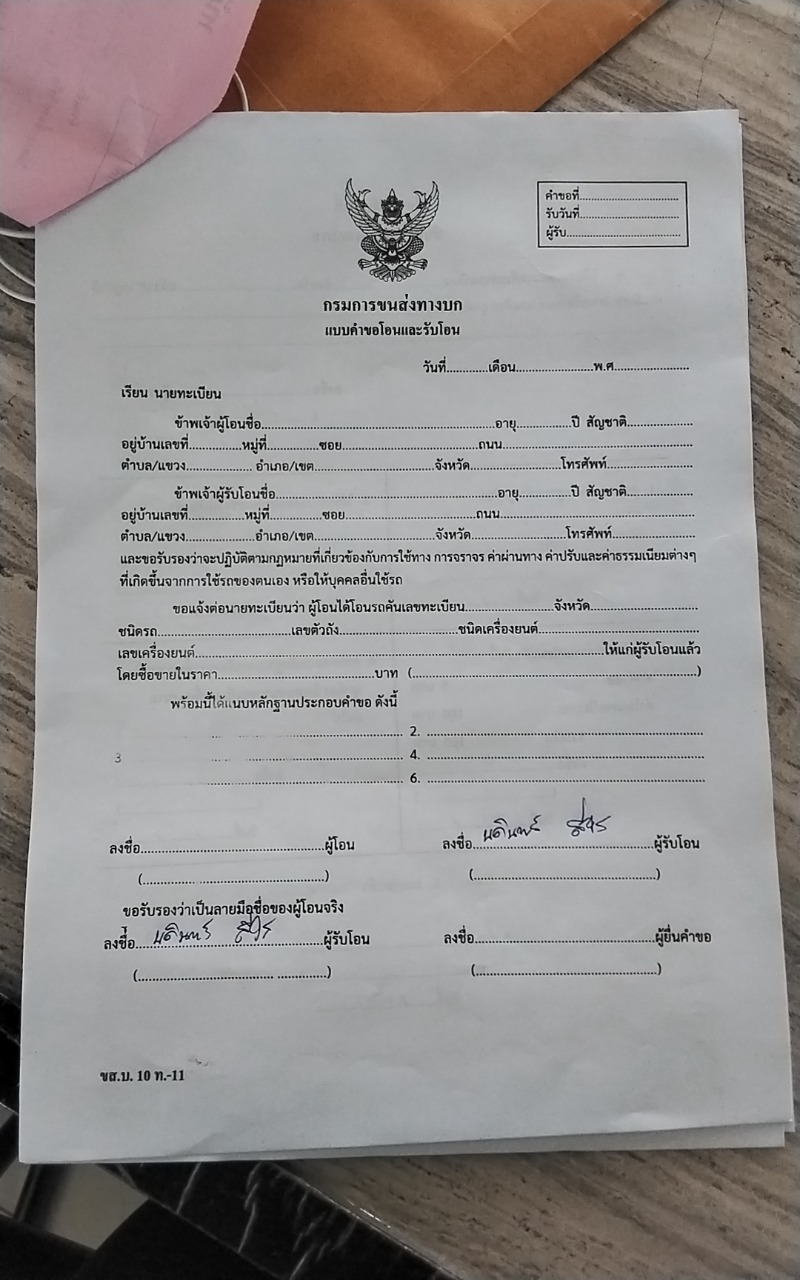 คำขอที่................................
รับวันที่................................
ผู้รับ....................................
กรมการขนส่งทางบก
แบบคำขอโอนและรับโอน
วันที่.............เดือน........................พ.ศ........................
เรียน นายทะเบียน
ข้าพเจ้าผู้โอนชื่อ........................................................................อายุ.................ปี สัญชาติ....................
อยู่บ้านเลขที่................หมู่ที่................ซอย..........................................ถนน..........................................................
ตำบล/แขวง.................... อำเภอ/เขต.....................................จังหวัด............................โทรศัพท์..........................
ข้าพเจ้าผู้รับโอนชื่อ....................................................................อายุ................ปี สัญชาติ....................
อยู่บ้านเลขที่.................หมู่ที่................ซอย.......................................ถนน..........................................................
ตำบล/แขวง.....................อำเภอ/เขต.....................................จังหวัด...............................โทรศัพท์.........................
และขอรับรองว่าจะปฏิบัติตามกฎหมายที่เกี่ยวข้องกับการใช้ทาง การจราจร ค่าผ่านทาง ค่าปรับและค่าธรรมเนียมต่างๆ
ที่เกิดขึ้นจากการใช้รถของตนเอง หรือให้บุคคลอื่นใช้รถ
ขอแจ้งต่อนายทะเบียนว่า ผู้โอนได้โอนรถคันเลขทะเบียน...........................จังหวัด.................................
ชนิดรถ.........................................เลขตัวถัง....................................ชนิดเครื่องยนต์.................................................
เลขเครื่องยนต์..............................................................................................................................ให้แก่ผู้รับโอนแล้ว
โดยซื้อขายในราคา................................................บาท (.......................................................................................)
พร้อมนี้ได้แนบหลักฐานประกอบคำขอ ดังนี้
........................................................... 2. .....................................................................................
3 ........................................................... 4. .....................................................................................
........................................................... 6. .....................................................................................
ลงชื่อ.........................................................ผู้โอน ลงชื่อ.......................................................ผู้รับโอน
(.........................................................) (.........................................................)
ขอรับรองว่าเป็นลายมือชื่อของผู้โอนจริง
ลงชื่อ.........................................................ผู้รับโอน ลงชื่อ.......................................................ผู้ยื่นคำขอ
(.........................................................) (.........................................................)
ขส.บ. 10 ท.-11